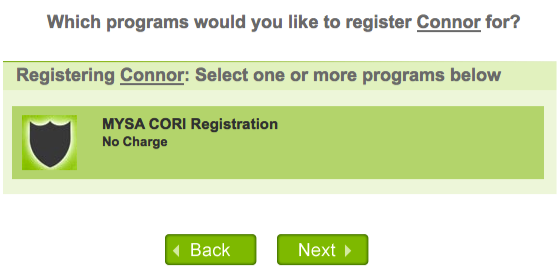 Which programs would you like to register Connor for?
Registering Connor: Select one or more programs below
MYSA CORI Registration
No Charge
Back
Next